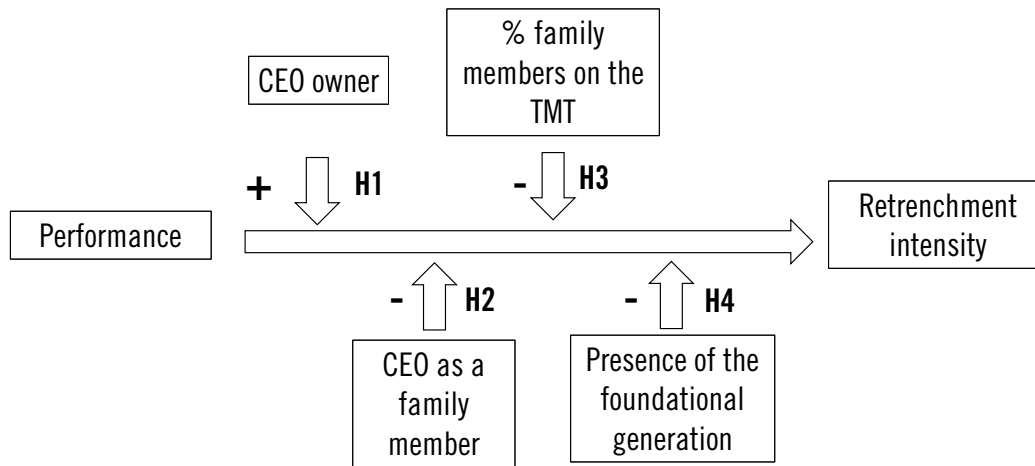 % family
members on the
TMT
CEO owner
+
H1
-
H3
Performance
Retrenchment
intensity
-
H2
-
H4
CEO as a
family
member
Presence of the
foundational
generation